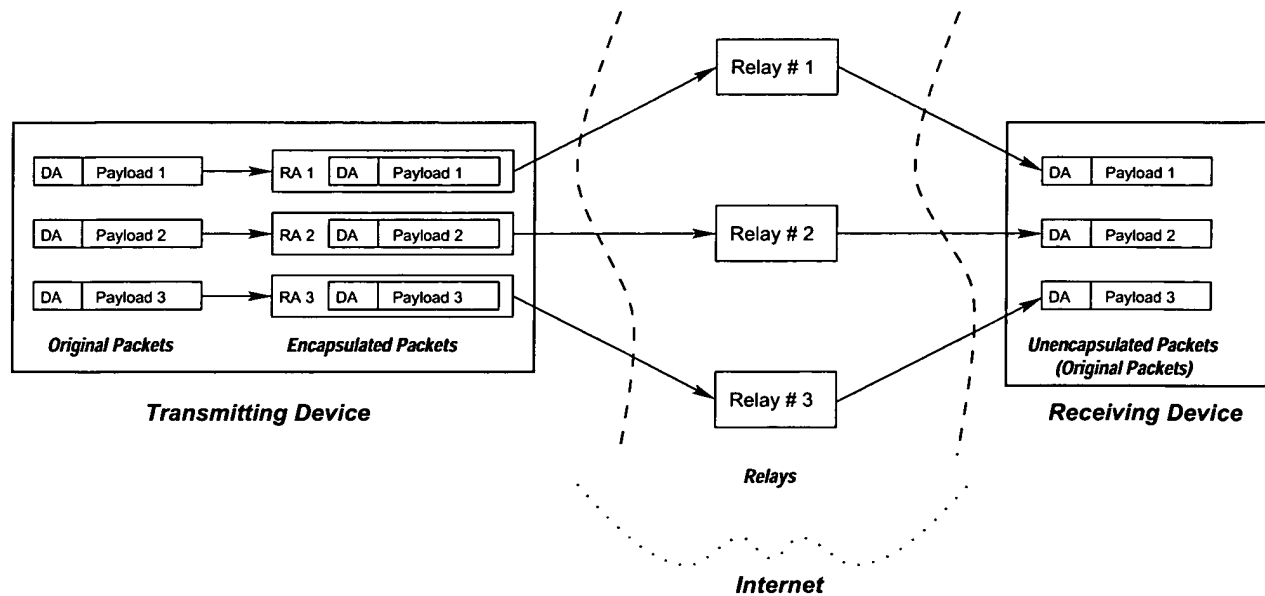 Relay # 1
DA Payload 1
RA 1 DA Payload 1
DA Payload 1
DA Payload 2
RA 2 DA Payload 2
Relay # 2
DA Payload 2
DA Payload 3
RA 3 DA Payload 3
DA Payload 3
Original Packets
Encapsulated Packets
Unencapsulated Packets
(Original Packets)
Relay # 3
Transmitting Device
Receiving Device
Relays
Internet